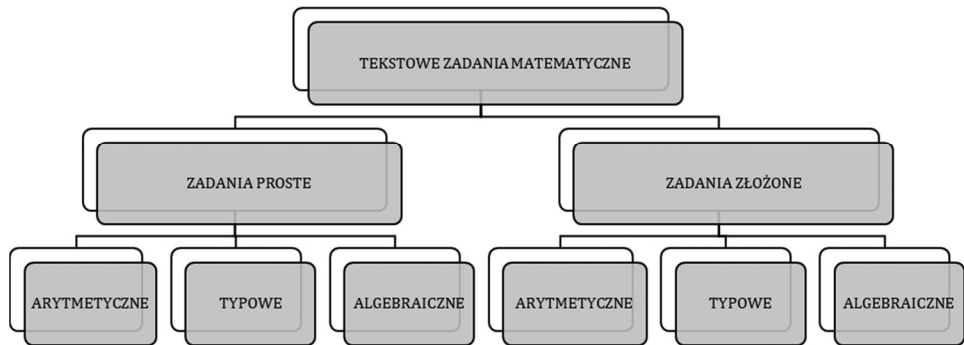 TEKSTOWE ZADANIA MATEMATYCZNE
ZADANIA PROSTE
ZADANIA ZŁOŻONE
ARYTMETYCZNE
TYPOWE
ALGEBRAICZNE
ARYTMETYCZNE
TYPOWE
ALGEBRAICZNE